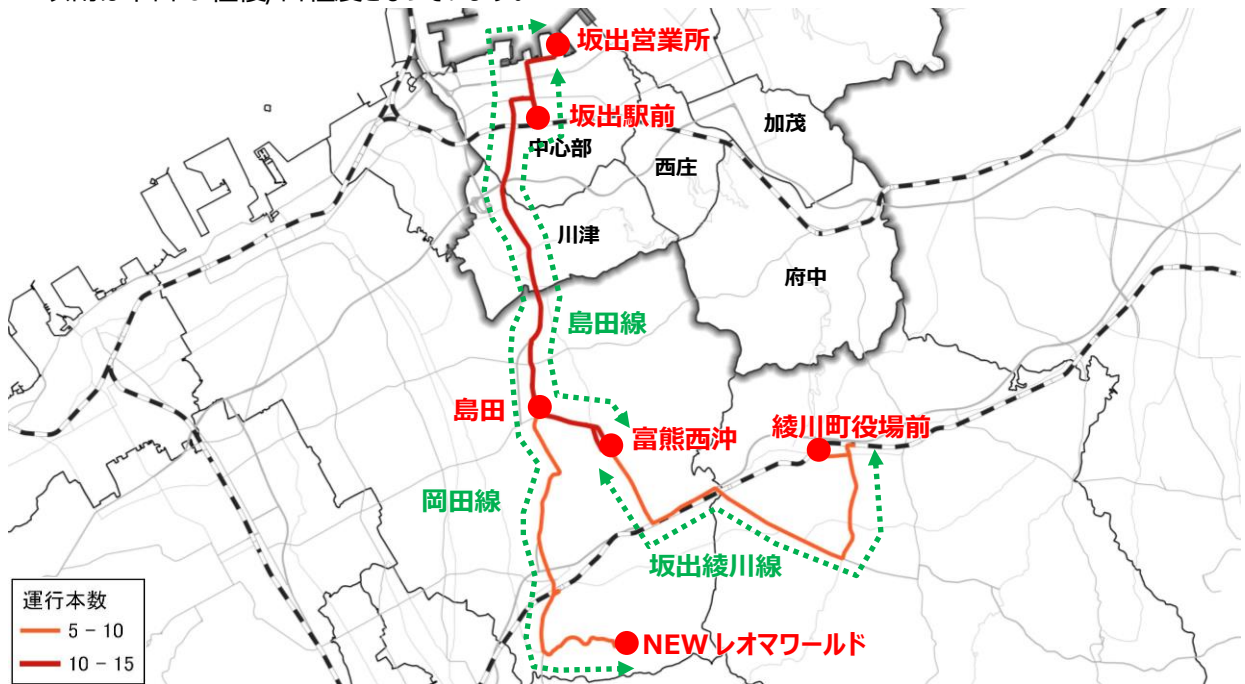 坂出営業所
坂出駅前
中心部
加茂
西庄
川津
府中
島田線
島田
富熊西沖
綾川町役場前
岡田線
坂出綾川線
NEWレオマワールド
運行本数
5 - 10
10 - 15